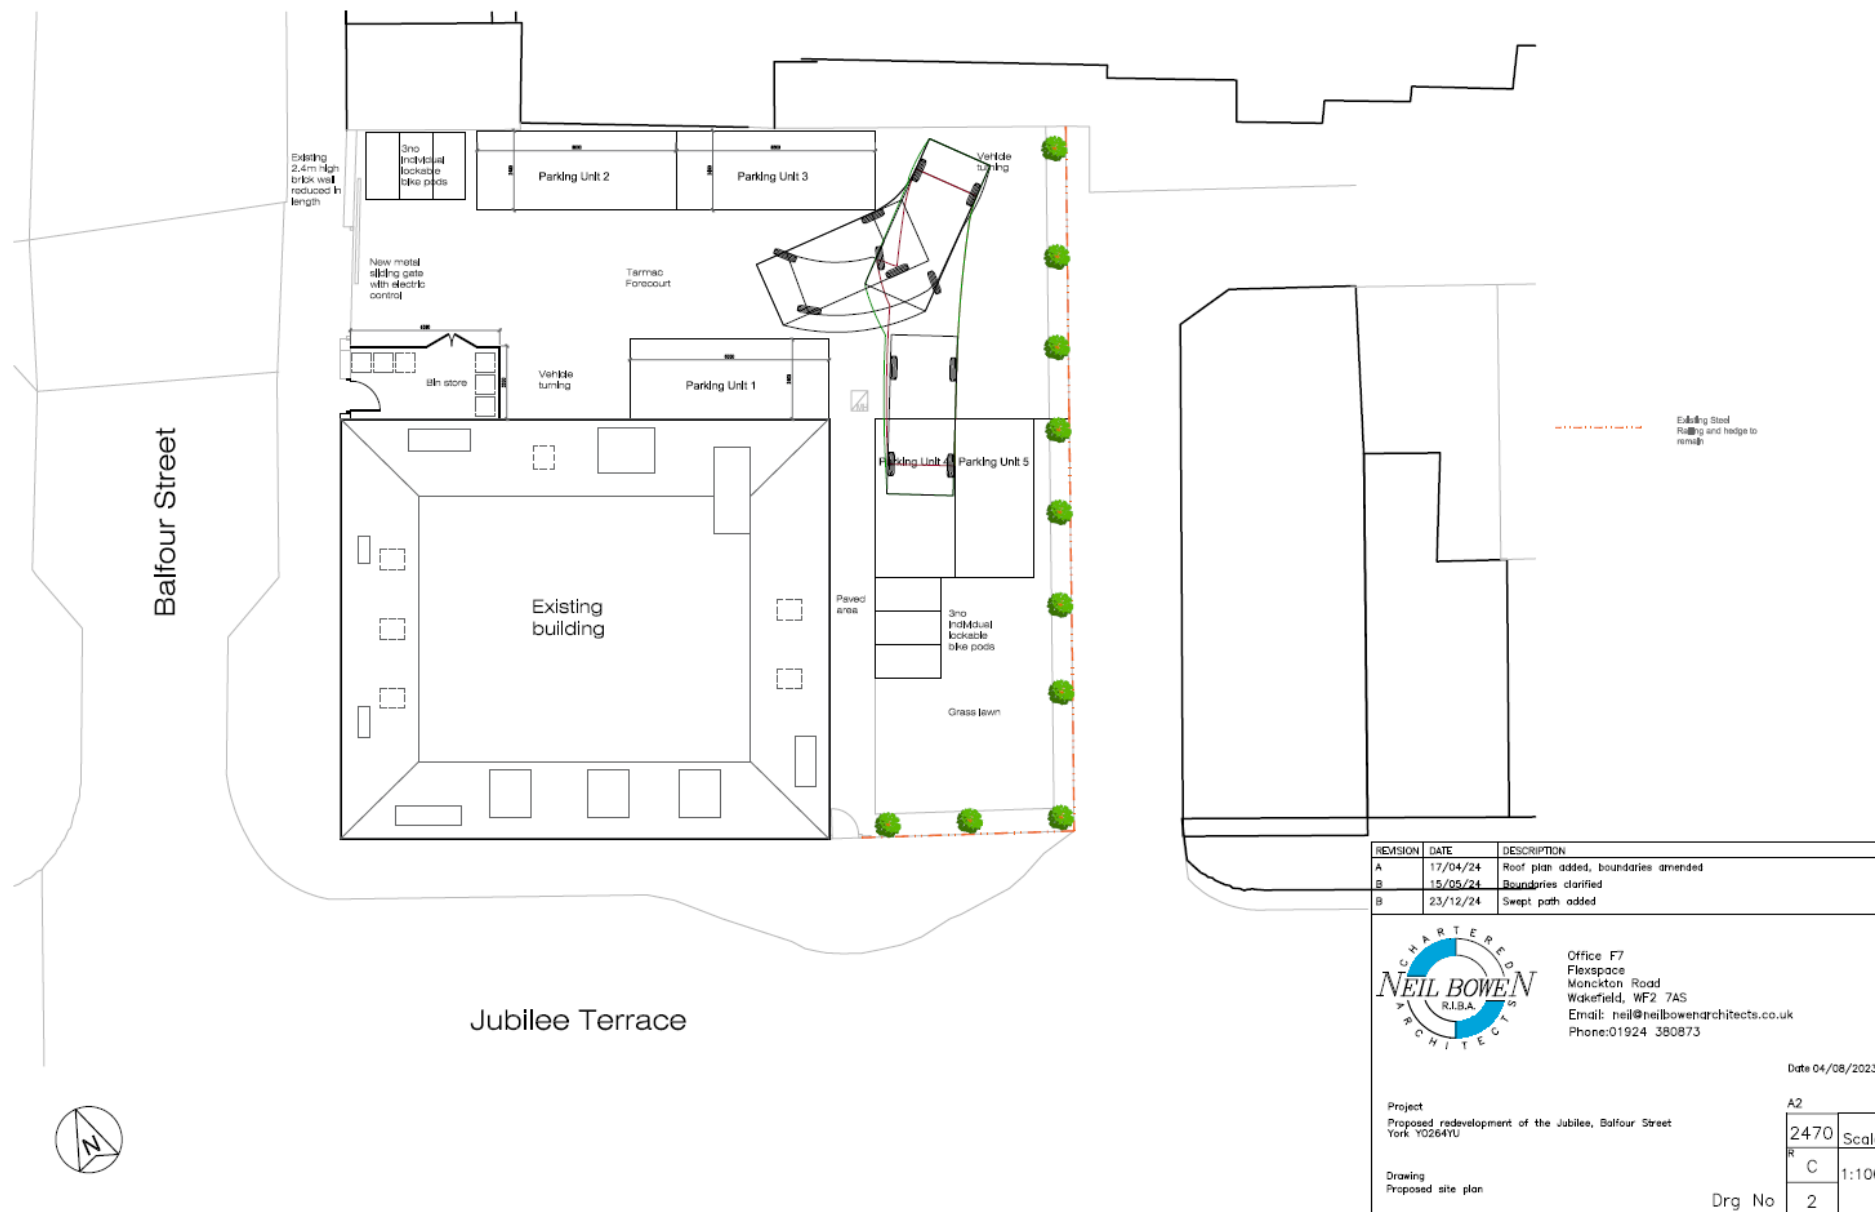 Existing
2.4m high
brick wall
reduced in
length
3no
individual
lockable
bike pods
Parking Unit 2
Parking Unit 3
Vehicle
turning
New metal
sliding gate
with electric
control
Tarmac
Forecourt
Bin store
Vehicle
turning
Parking Unit 1
MH
Parking Unit 4
Parking Unit 5
Existing Steel
Railing and hedge to
remain
Balfour Street
Existing
building
Paved
area
3no
individual
lockable
bike pods
Grass lawn
Jubilee Terrace
N
REVISION DATE DESCRIPTION
A 17/04/24 Roof plan added, boundaries amended
B 15/05/24 Boundaries clarified
B 23/12/24 Swept path added
CHARTERED
NEIL BOWEN
R.I.B.A.
ARCHITECTS
Office F7
Flexspace
Monckton Road
Wakefield, WF2 7AS
Email: neil@neilbowenarchitects.co.uk
Phone:01924 380873
Date 04/08/2023
Project
Proposed redevelopment of the Jubilee, Balfour Street
York YO264YU
A2
2470
Scal
R
C
1:10
Drawing
Proposed site plan
Drg No 2